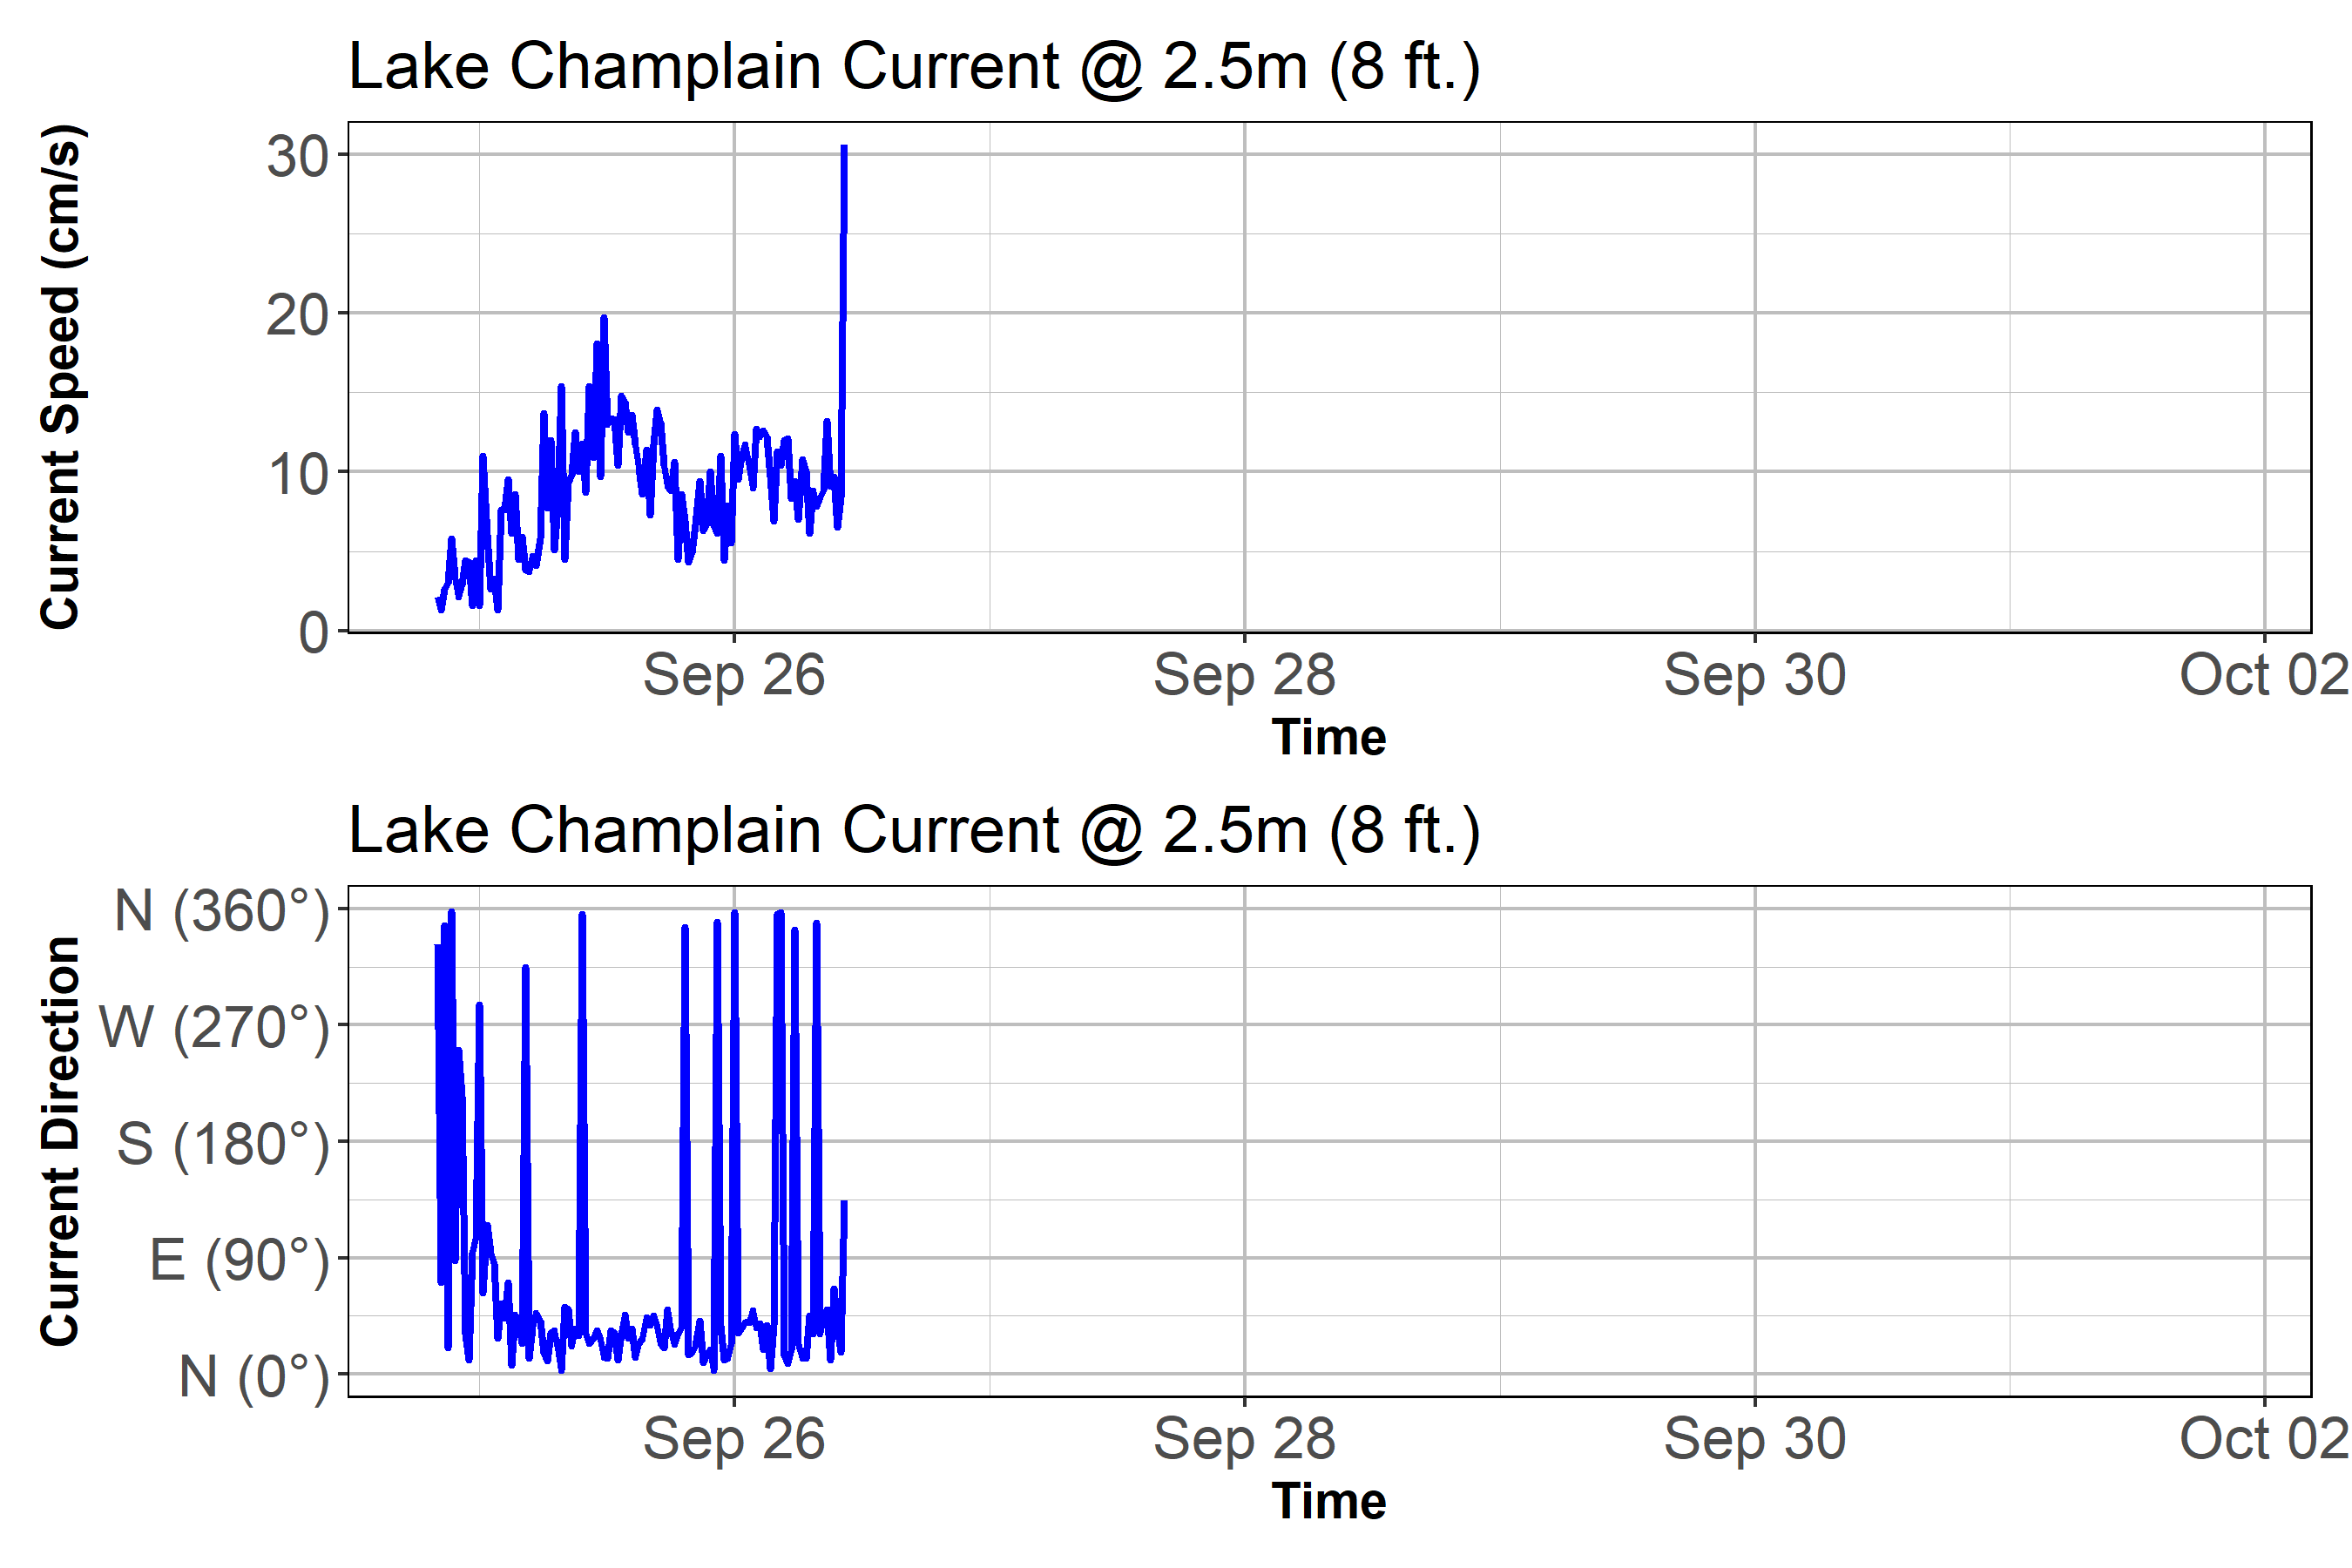 Lake Champlain Current @ 2.5m (8 ft.)
Current Speed (cm/s)
30
20
10
0
Sep 26 Sep 28 Sep 30 Oct 02
Time
Lake Champlain Current @ 2.5m (8 ft.)
Current Direction
N (360°)
W (270°)
S (180°)
E (90°)
N (0°)
Sep 26 Sep 28 Sep 30 Oct 02
Time